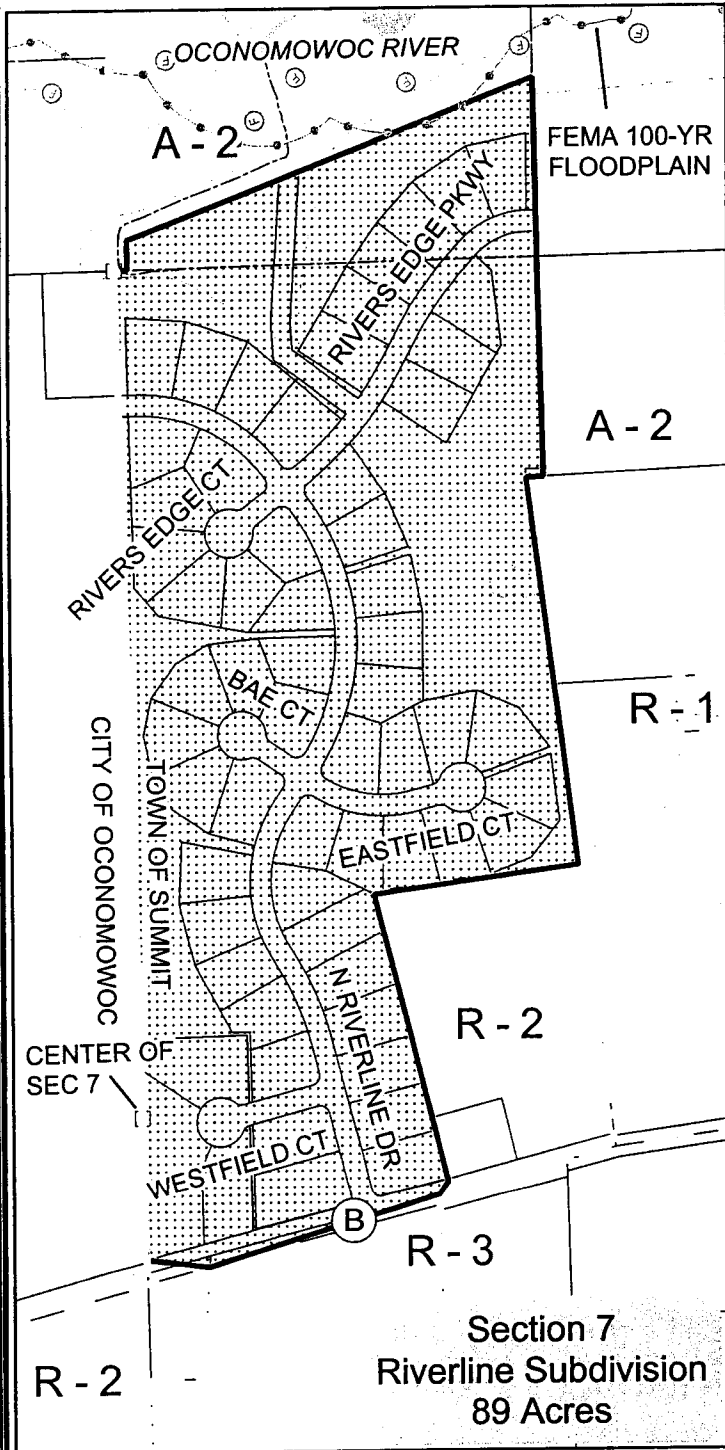 OCONOMOWOC RIVER
A - 2
FEMA 100-YR
FLOODPLAIN
RIVERS EDGE PKWY
A - 2
RIVERS EDGE CT
R - 1
BAE CT
CITY OF OCONOMOWOC
TOWN OF SUMMIT
EASTFIELD CT
R - 2
CENTER OF
SEC 7
N RIVERLINE DR
WESTFIELD CT
B
R - 3
R - 2
Section 7
Riverline Subdivision
89 Acres
F
F
F
F
F
F